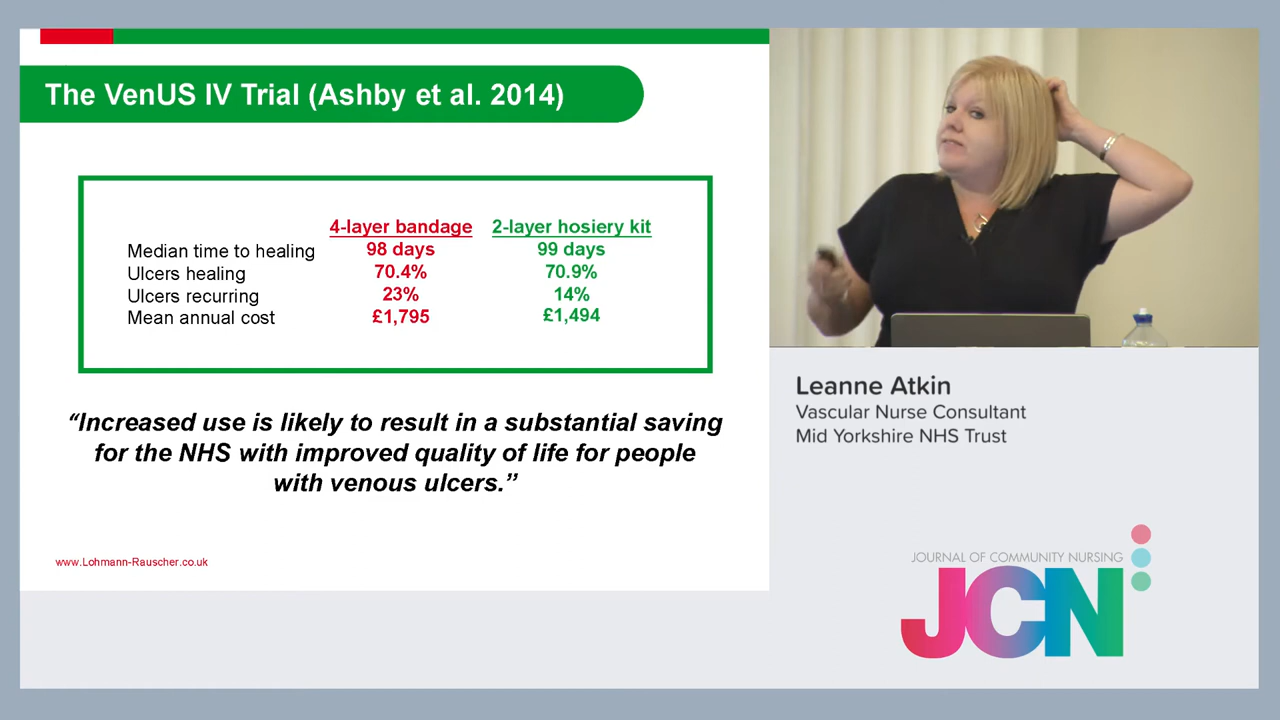 The VenUS IV Trial (Ashby et al. 2014)
4-layer bandage 2-layer hosiery kit
Median time to healing 98 days 99 days
Ulcers healing 70.4% 70.9%
Ulcers recurring 23% 14%
Mean annual cost £1,795 £1,494
“Increased use is likely to result in a substantial saving
for the NHS with improved quality of life for people
with venous ulcers.”
www.Lohmann-Rauscher.co.uk
Leanne Atkin
Vascular Nurse Consultant
Mid Yorkshire NHS Trust
JOURNAL OF COMMUNITY NURSING
JCN